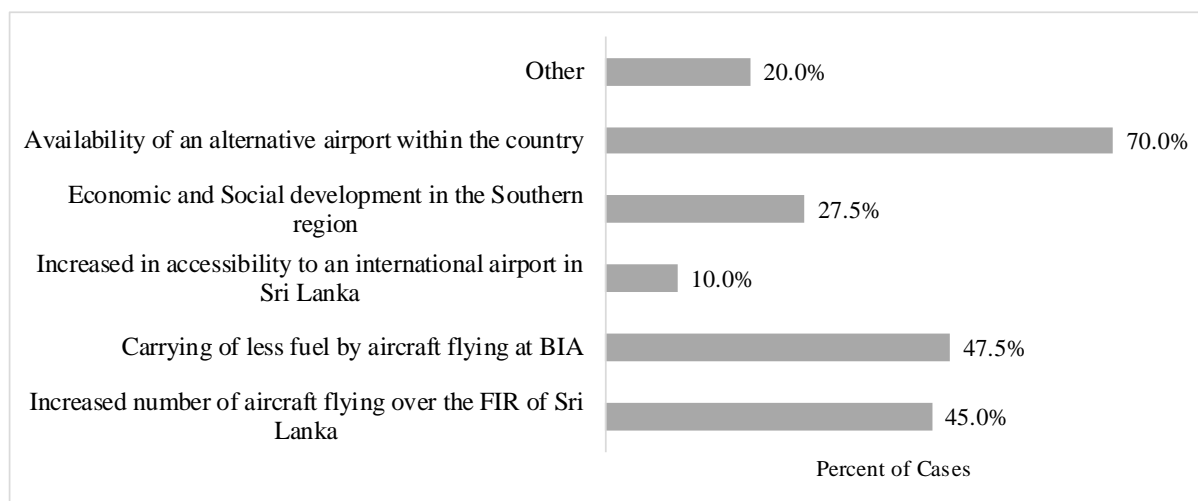 Other
20.0%
Availability of an alternative airport within the country
70.0%
Economic and Social development in the Southern
region
27.5%
Increased in accessibility to an international airport in
Sri Lanka
10.0%
Carrying of less fuel by aircraft flying at BIA
47.5%
Increased number of aircraft flying over the FIR of Sri
Lanka
45.0%
Percent of Cases